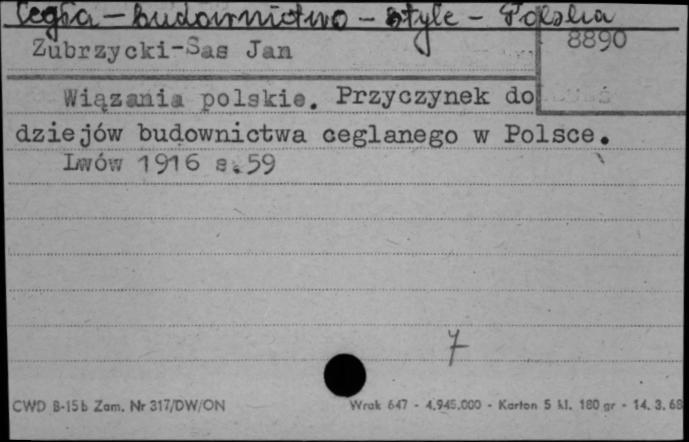 Cegła - budownictwo - style - Polska
Zubrzycki-Sas Jan
8890
Wiązania polskie. Przyczynek do
dziejów budownictwa ceglanego w Polsce.
Lwów 1916 s.59
7
CWD B-15b Zam. Nr 317/DW/ON
Wrak 647 - 4.945.000 - Karton 5 kl. 180 gr - 14. 3. 68